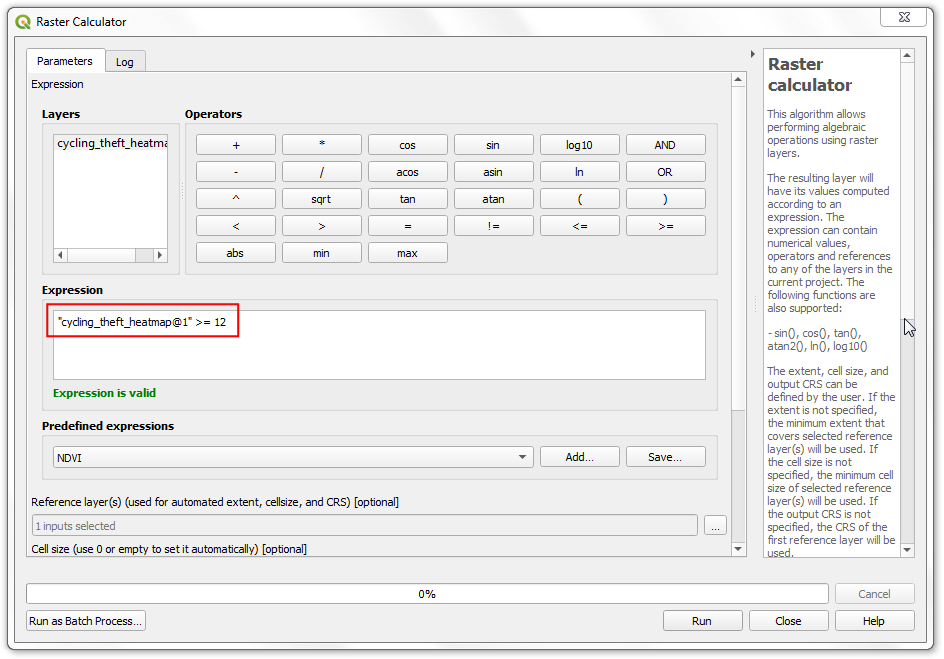 Raster Calculator
Parameters
Log
Expression
Layers
cycling_theft_heatma
Operators
+ * cos sin log10 AND
- / acos asin ln OR
^ sqrt tan atan ( )
< > = != <= >=
abs min max
Expression
"cycling_theft_heatmap@1" >= 12
Expression is valid
Predefined expressions
NDVI
Add...
Save...
Reference layer(s) (used for automated extent, cellsize, and CRS) [optional]
1 inputs selected
...
Cell size (use 0 or empty to set it automatically) [optional]
Raster
calculator
This algorithm allows
performing algebraic
operations using raster
layers.
The resulting layer will
have its values computed
according to an
expression. The
expression can contain
numerical values,
operators and references
to any of the layers in the
current project. The
following functions are
also supported:
- sin(), cos(), tan(),
atan2(), ln(), log10()
The extent, cell size, and
output CRS can be
defined by the user. If the
extent is not specified,
the minimum extent that
covers selected reference
layer(s) will be used. If
the cell size is not
specified, the minimum cell
size of selected reference
layer(s) will be used. If
the output CRS is not
specified, the CRS of the
first reference layer will be
used.
0%
Cancel
Run as Batch Process...
Run
Close
Help